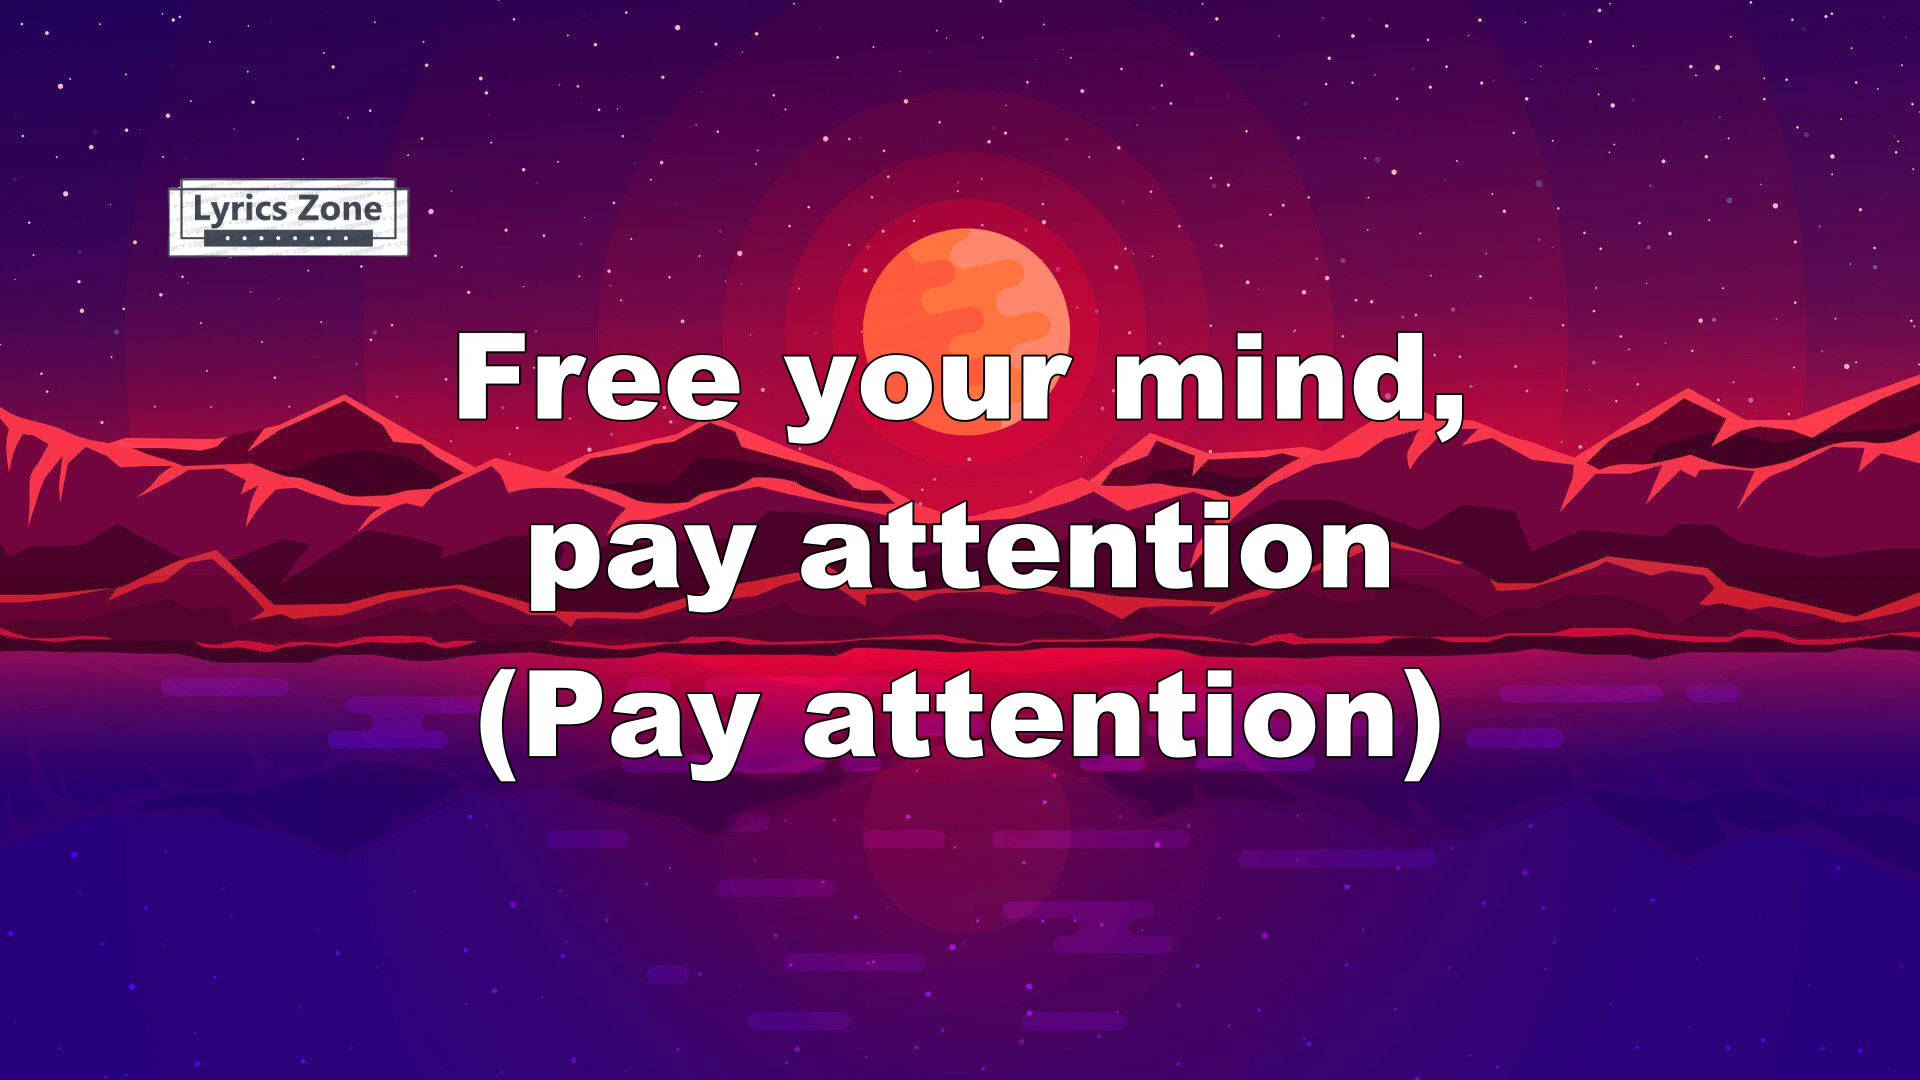 Lyrics Zone
Free your mind,
pay attention
(Pay attention)